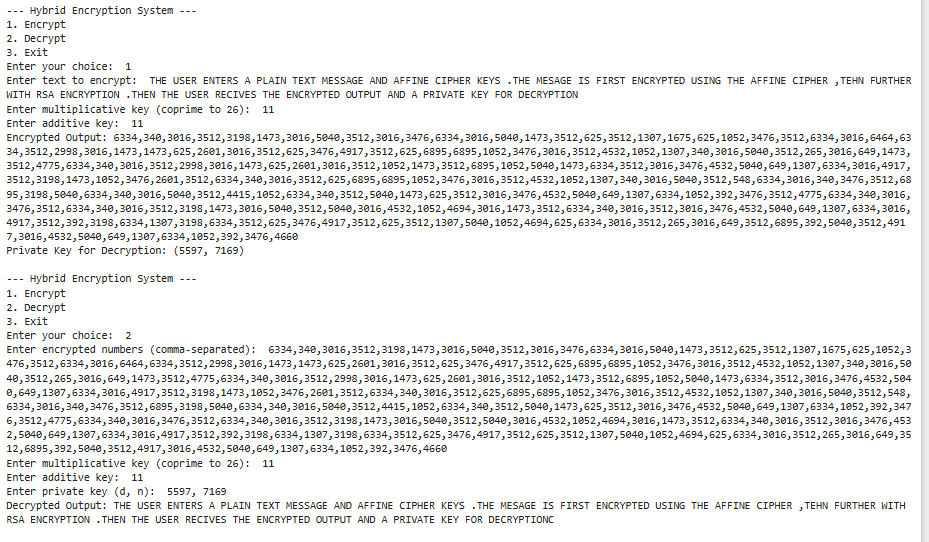 --- Hybrid Encryption System ---
1. Encrypt
2. Decrypt
3. Exit
Enter your choice:  1
Enter text to encrypt:  THE USER ENTERS A PLAIN TEXT MESSAGE AND AFFINE CIPHER KEYS .THE MESAGE IS FIRST ENCRYPTED USING THE AFFINE CIPHER ,TEHN FURTHER
WITH RSA ENCRYPTION .THEN THE USER RECIVES THE ENCRYPTED OUTPUT AND A PRIVATE KEY FOR DECRYPTION
Enter multiplicative key (coprime to 26):  11
Enter additive key:  11
Encrypted Output: 6334,340,3016,3512,3198,1473,3016,5040,3512,3016,3476,6334,3016,5040,1473,3512,625,3512,1307,1675,625,1052,3476,3512,6334,3016,6464,63
34,3512,2998,3016,1473,1473,625,2601,3016,3512,625,3476,4917,3512,625,6895,6895,1052,3476,3016,3512,4532,1052,1307,340,3016,5040,3512,265,3016,649,1473,
3512,4775,6334,340,3016,3512,2998,3016,1473,625,2601,3016,3512,1052,1473,3512,6895,1052,5040,1473,6334,3512,3016,3476,4532,5040,649,1307,6334,3016,4917,
3512,3198,1473,1052,3476,2601,3512,6334,340,3016,3512,625,6895,6895,1052,3476,3016,3512,4532,1052,1307,340,3016,5040,3512,548,6334,3016,340,3476,3512,68
95,3198,5040,6334,340,3016,5040,3512,4415,1052,6334,340,3512,5040,1473,625,3512,3016,3476,4532,5040,649,1307,6334,1052,392,3476,3512,4775,6334,340,3016,
3476,3512,6334,340,3016,3512,3198,1473,3016,5040,3512,5040,3016,4532,1052,4694,3016,1473,3512,6334,340,3016,3512,3016,3476,4532,5040,649,1307,6334,3016,
4917,3512,392,3198,6334,1307,3198,6334,3512,625,3476,4917,3512,625,3512,1307,5040,1052,4694,625,6334,3016,3512,265,3016,649,3512,6895,392,5040,3512,491
7,3016,4532,5040,649,1307,6334,1052,392,3476,4660
Private Key for Decryption: (5597, 7169)
--- Hybrid Encryption System ---
1. Encrypt
2. Decrypt
3. Exit
Enter your choice:  2
Enter encrypted numbers (comma-separated):  6334,340,3016,3512,3198,1473,3016,5040,3512,3016,3476,6334,3016,5040,1473,3512,625,3512,1307,1675,625,1052,3
476,3512,6334,3016,6464,6334,3512,2998,3016,1473,1473,625,2601,3016,3512,625,3476,4917,3512,625,6895,6895,1052,3476,3016,3512,4532,1052,1307,340,3016,50
40,3512,265,3016,649,1473,3512,4775,6334,340,3016,3512,2998,3016,1473,625,2601,3016,3512,1052,1473,3512,6895,1052,5040,1473,6334,3512,3016,3476,4532,504
0,649,1307,6334,3016,4917,3512,3198,1473,1052,3476,2601,3512,6334,340,3016,3512,625,6895,6895,1052,3476,3016,3512,4532,1052,1307,340,3016,5040,3512,548,
6334,3016,340,3476,3512,6895,3198,5040,6334,340,3016,5040,3512,4415,1052,6334,340,3512,5040,1473,625,3512,3016,3476,4532,5040,649,1307,6334,1052,392,347
6,3512,4775,6334,340,3016,3476,3512,6334,340,3016,3512,3198,1473,3016,5040,3512,5040,3016,4532,1052,4694,3016,1473,3512,6334,340,3016,3512,3016,3476,453
2,5040,649,1307,6334,3016,4917,3512,392,3198,6334,1307,3198,6334,3512,625,3476,4917,3512,625,3512,1307,5040,1052,4694,625,6334,3016,3512,265,3016,649,35
12,6895,392,5040,3512,4917,3016,4532,5040,649,1307,6334,1052,392,3476,4660
Enter multiplicative key (coprime to 26):  11
Enter additive key:  11
Enter private key (d, n):  5597, 7169
Decrypted Output: THE USER ENTERS A PLAIN TEXT MESSAGE AND AFFINE CIPHER KEYS .THE MESAGE IS FIRST ENCRYPTED USING THE AFFINE CIPHER ,TEHN FURTHER WITH
RSA ENCRYPTION .THEN THE USER RECIVES THE ENCRYPTED OUTPUT AND A PRIVATE KEY FOR DECRYPTIONC